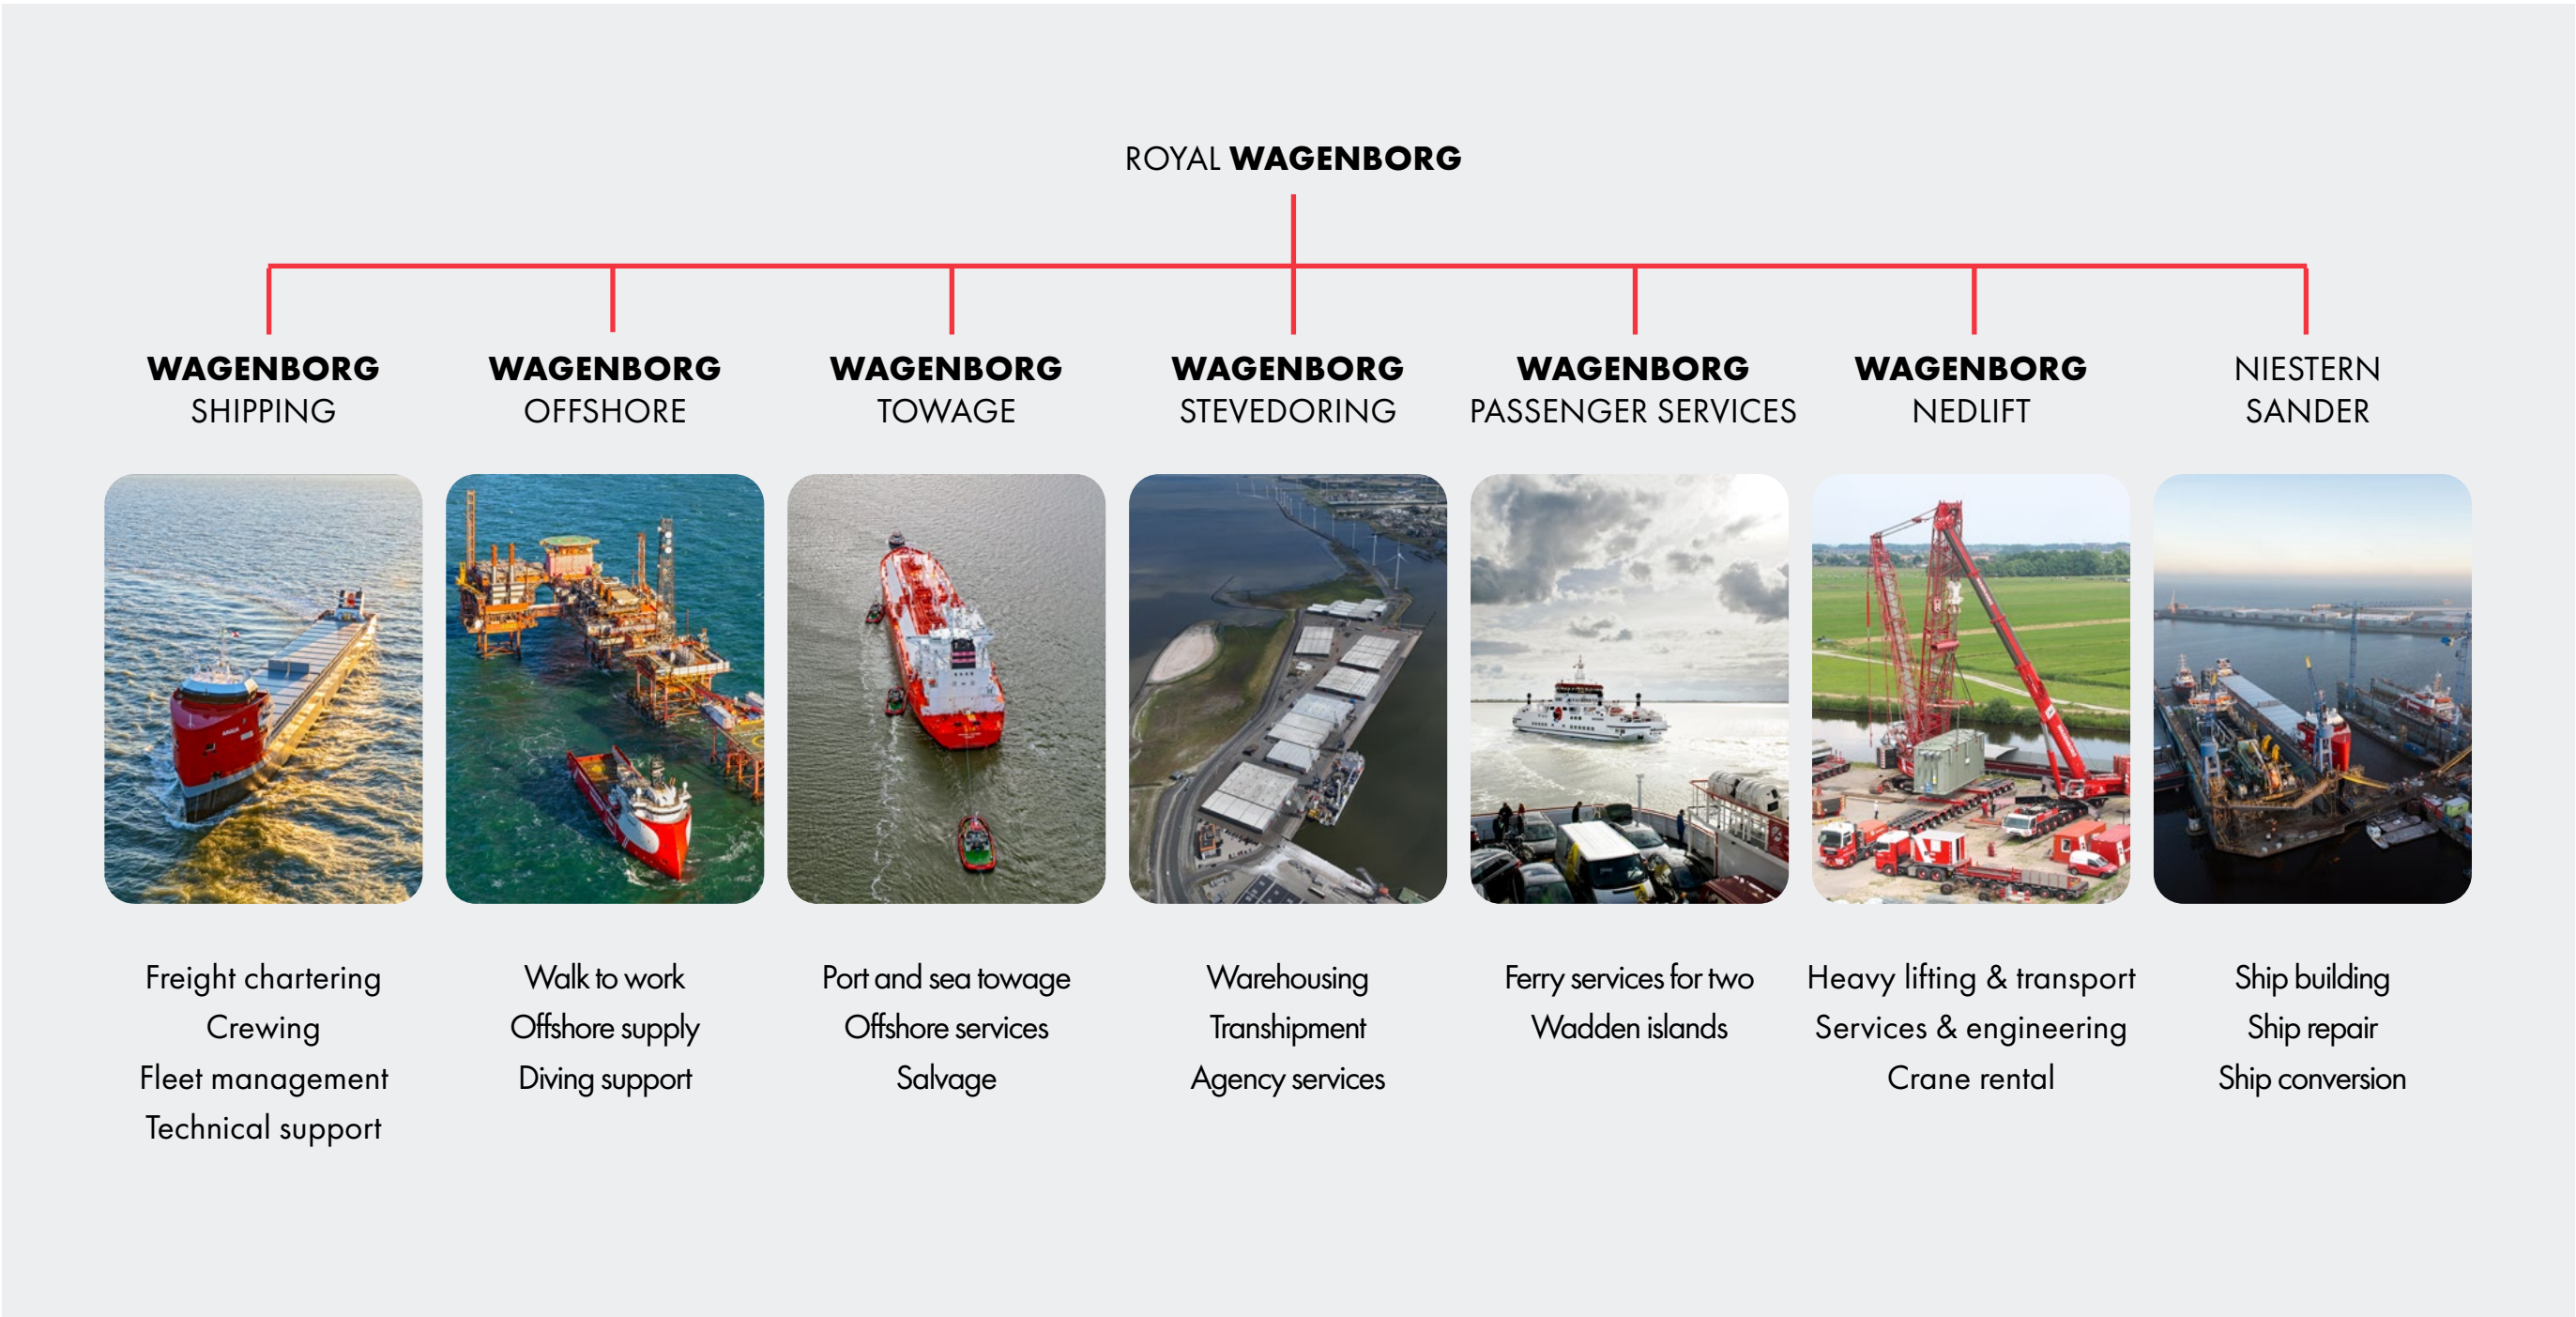 ROYAL WAGENBORG
WAGENBORG
SHIPPING
WAGENBORG
OFFSHORE
WAGENBORG
TOWAGE
WAGENBORG
STEVEDORING
WAGENBORG
PASSENGER SERVICES
WAGENBORG
NEDLIFT
NIESTERN
SANDER
Freight chartering
Crewing
Fleet management
Technical support
Walk to work
Offshore supply
Diving support
Port and sea towage
Offshore services
Salvage
Warehousing
Transhipment
Agency services
Ferry services for two
Wadden islands
Heavy lifting & transport
Services & engineering
Crane rental
Ship building
Ship repair
Ship conversion